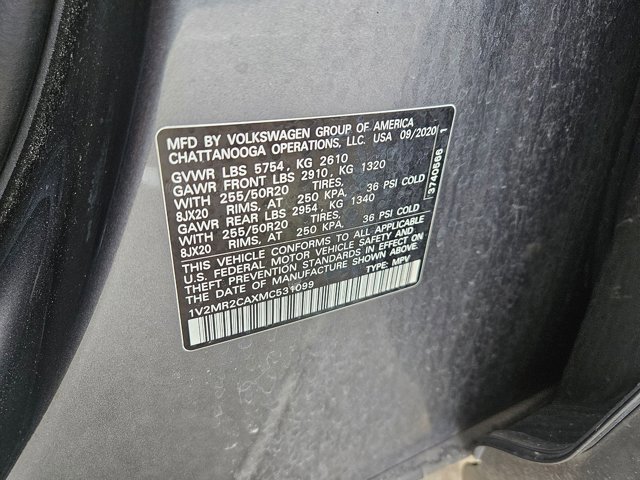 MFD BY VOLKSWAGEN GROUP OF AMERICA
CHATTANOOGA OPERATIONS, LLC. USA 09/2020
GVWR LBS 5754 , KG 2610
GAWR FRONT LBS 2910 , KG 1320
WITH 255/50R20 TIRES,
8JX20 RIMS, AT 250 KPA, 36 PSI COLD
GAWR REAR LBS 2954 , KG 1340
WITH 255/50R20 TIRES,
8JX20 RIMS, AT 250 KPA, 36 PSI COLD
THIS VEHICLE CONFORMS TO ALL APPLICABLE
U.S. FEDERAL MOTOR VEHICLE SAFETY AND
THEFT PREVENTION STANDARDS IN EFFECT ON
THE DATE OF MANUFACTURE SHOWN ABOVE.
1V2MR2CAXMC531099 TYPE: MPV
3740566 1